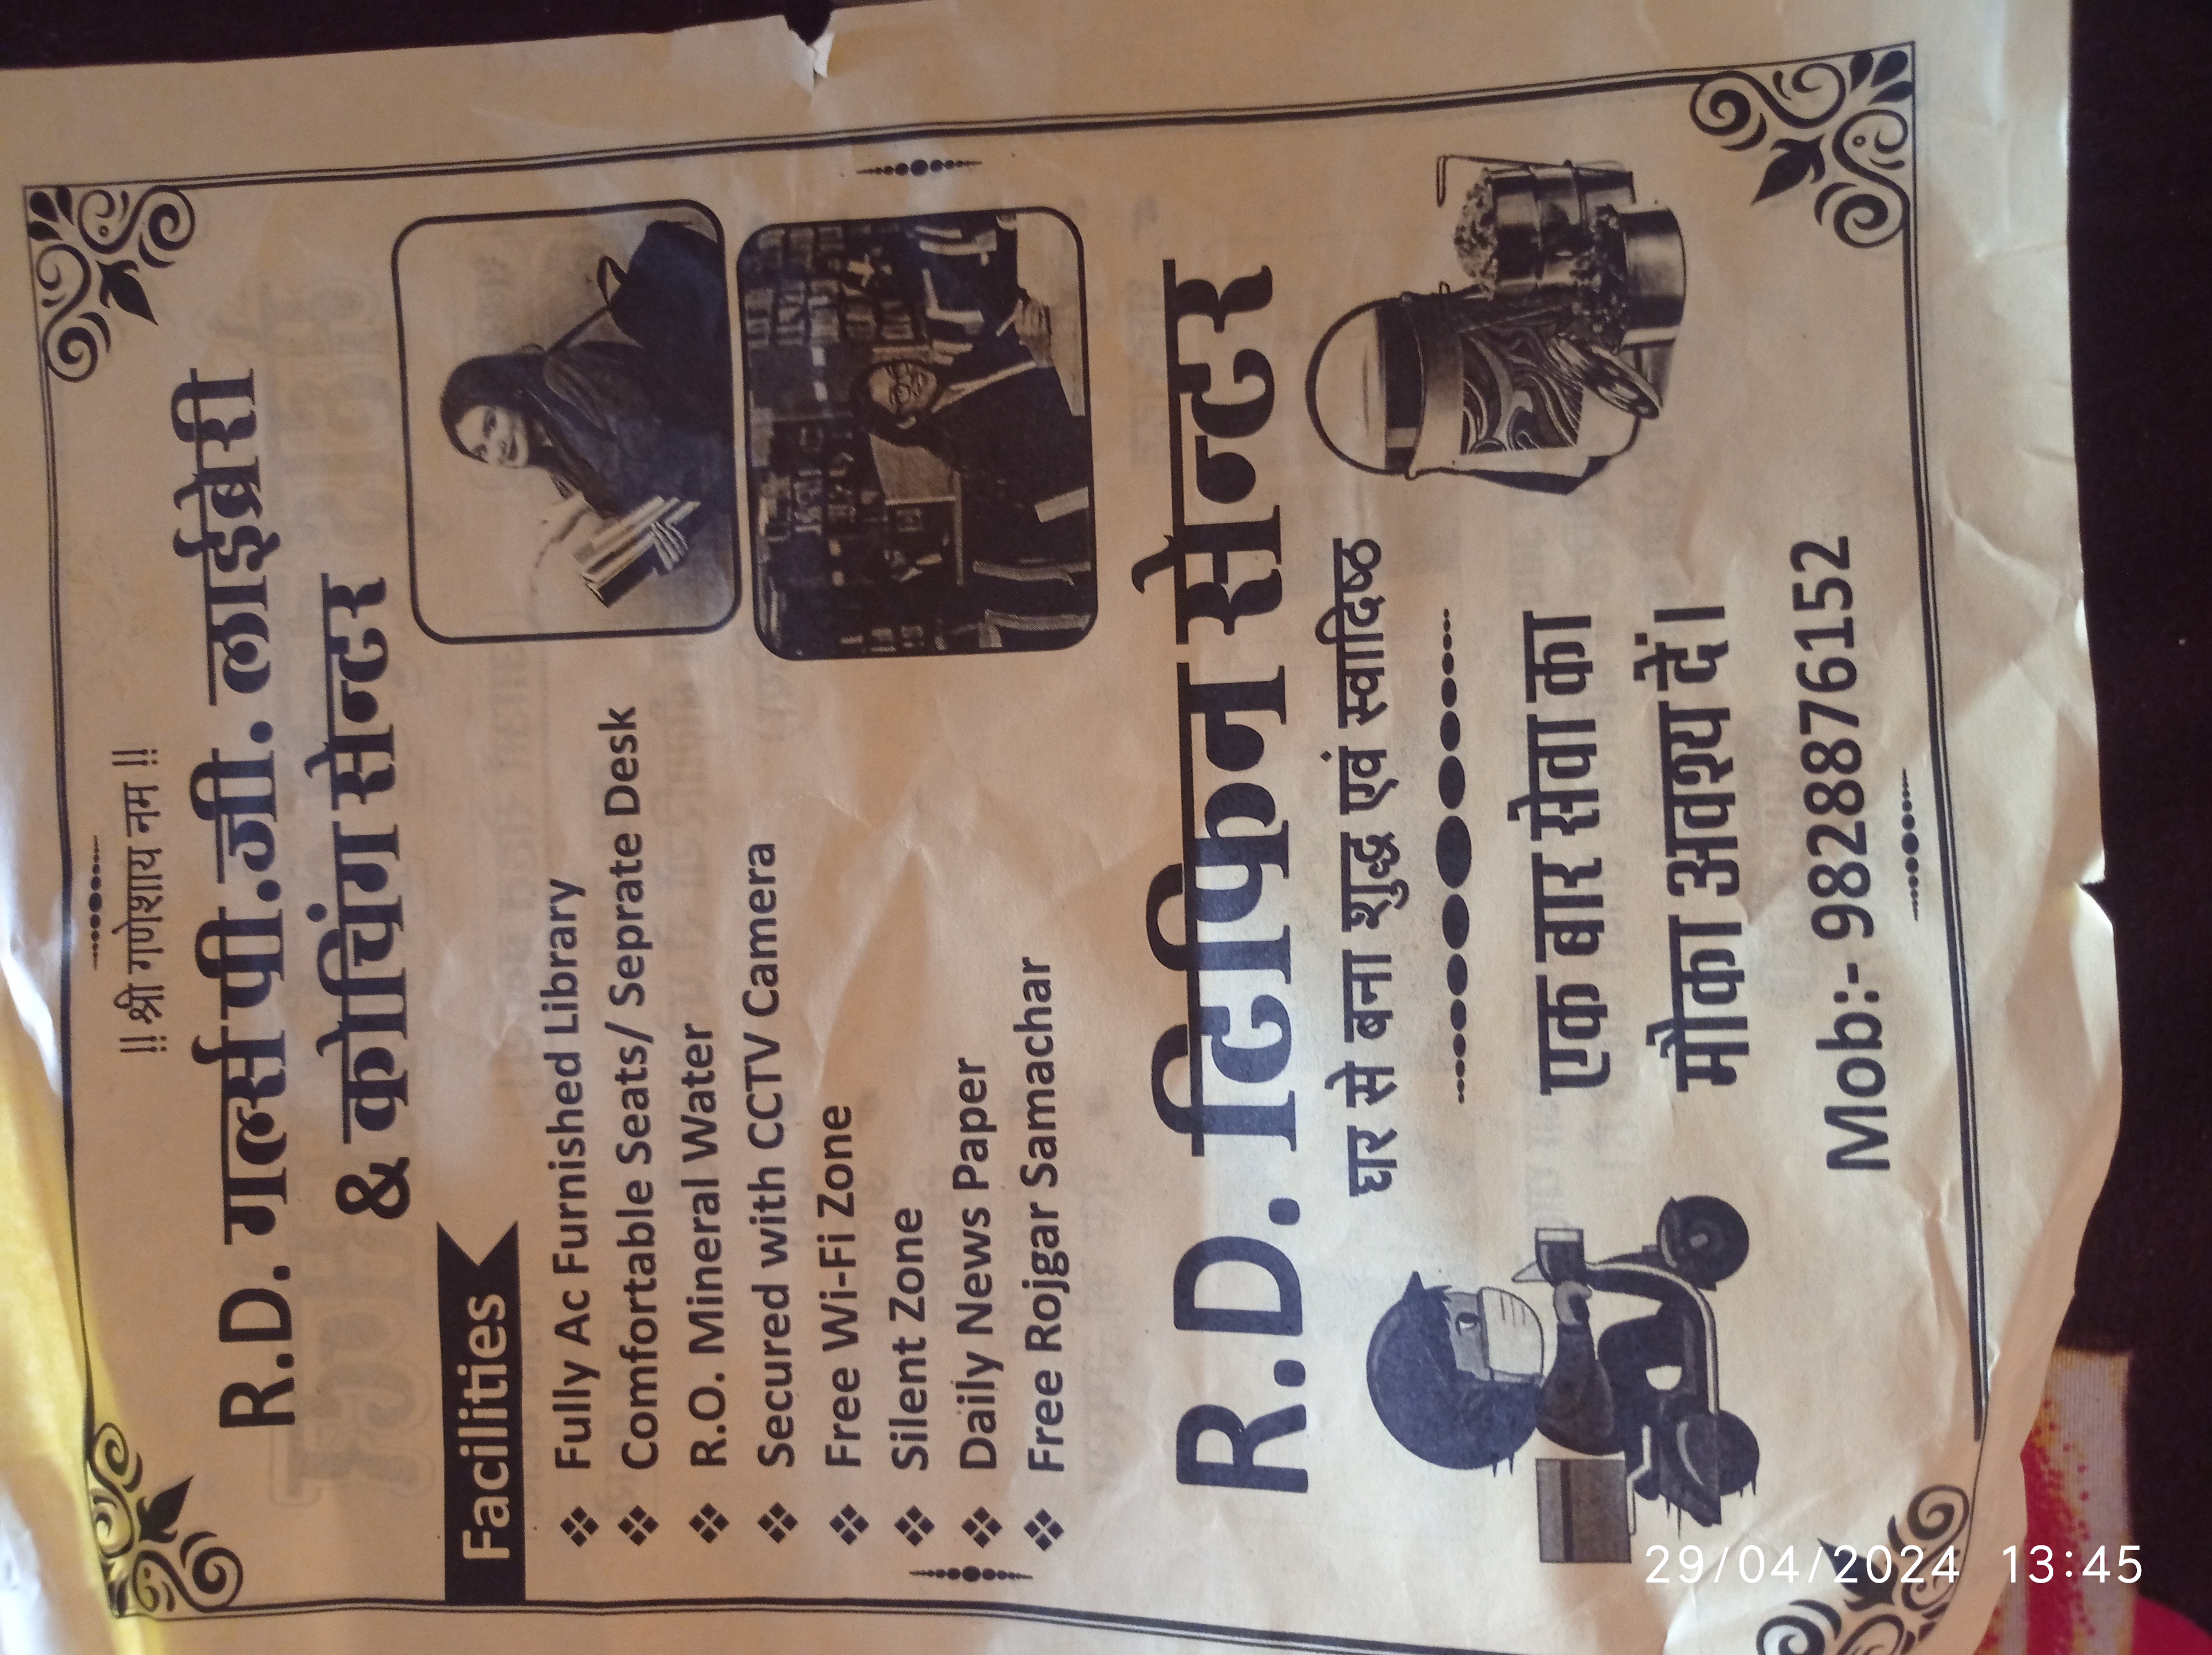 !! श्री गणेशाय नम !!
R.D. गर्ल्स पी.जी. लाईब्रेरी
& कोचिंग सेन्टर
Facilities
❖ Fully Ac Furnished Library
❖ Comfortable Seats/ Seprate Desk
❖ R.O. Mineral Water
❖ Secured with CCTV Camera
❖ Free Wi-Fi Zone
❖ Silent Zone
❖ Daily News Paper
❖ Free Rojgar Samachar
R.D. टिफिन सेन्टर
घर से बना शुद्ध एवं स्वादिष्ठ
एक बार सेवा का
मौका अवश्य दें।
Mob:- 9828876152
29/04/2024 13:45